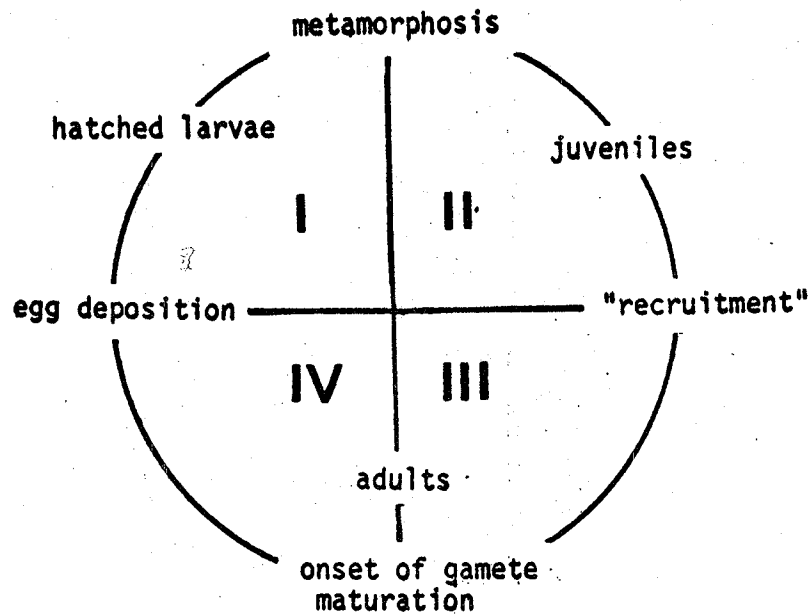 metamorphosis
hatched larvae
juveniles
I
II
egg deposition
"recruitment"
IV
III
adults
onset of gamete
maturation